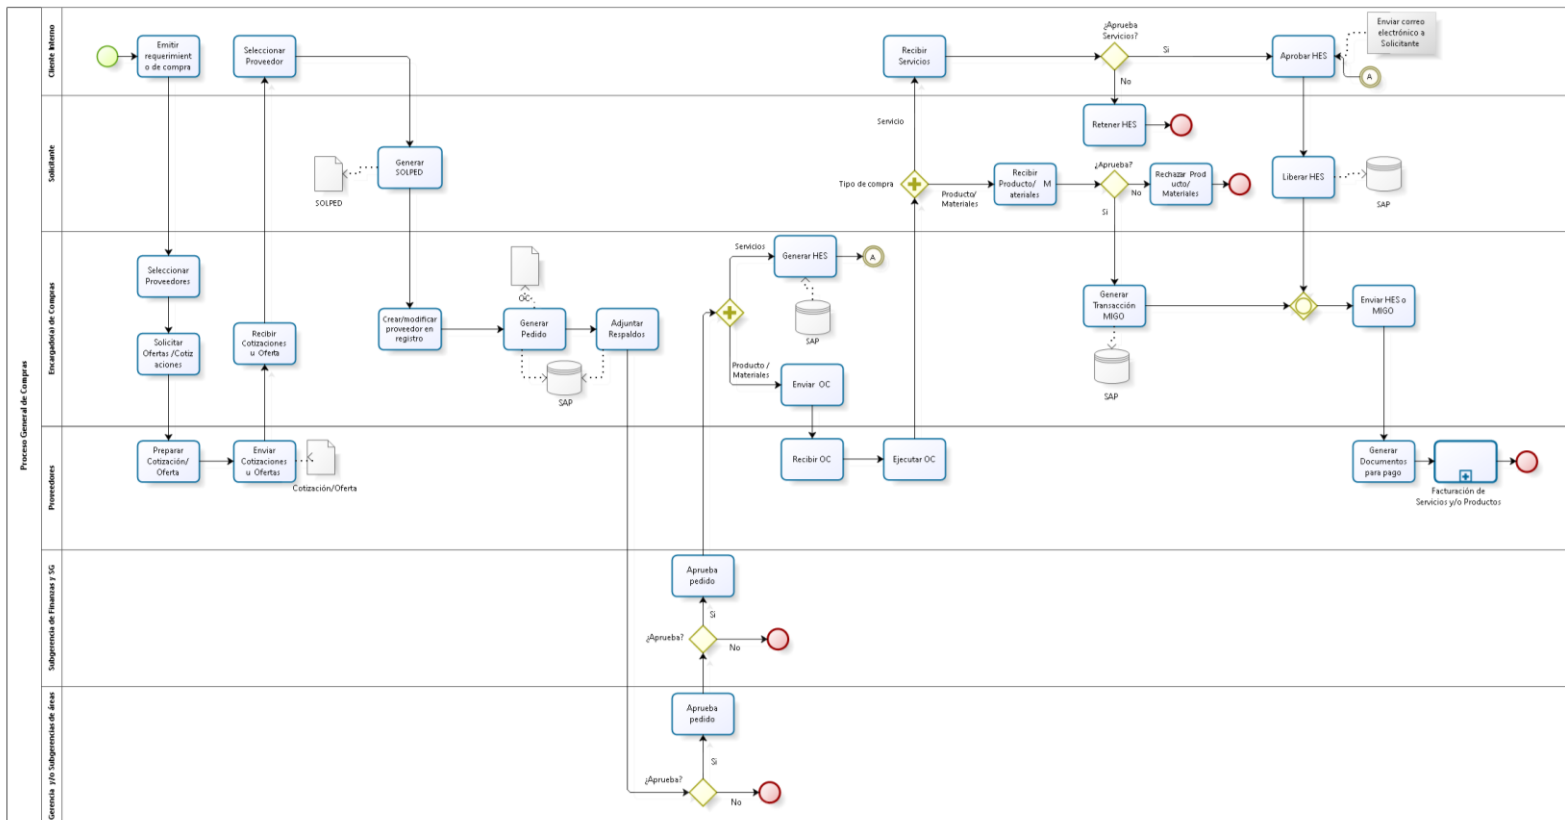 Proceso General de Compras
Cliente Interno
Emitir
requerimient
o de compra
Seleccionar
Proveedor
Recibir
Servicios
¿Aprueba
Servicios?
Si
No
Aprobar HES
Enviar correo
electrónico a
Solicitante
A
Solicitante
SOLPED
Generar
SOLPED
Servicio
Tipo de compra
Producto/
Materiales
Recibir
Producto/ M
ateriales
Retener HES
¿Aprueba?
No
Si
Rechazar Prod
ucto/
Materiales
Liberar HES
SAP
Encargado(a) de Compras
Seleccionar
Proveedores
Solicitar
Ofertas /Cotiz
aciones
Recibir
Cotizaciones
u Oferta
Crear/modificar
proveedor en
registro
OC
Generar
Pedido
Adjuntar
Respaldos
SAP
Servicios
Generar HES
A
SAP
Producto /
Materiales
Enviar OC
Generar
Transacción
MIGO
SAP
Enviar HES o
MIGO
Proveedores
Preparar
Cotización/
Oferta
Enviar
Cotizaciones
u Ofertas
Cotización/Oferta
Recibir OC
Ejecutar OC
Generar
Documentos
para pago
Facturación de
Servicios y/o Productos
Subgerencia de Finanzas y SG
Aprueba
pedido
Si
¿Aprueba?
No
Gerencia y/o Subgerencias de áreas
Aprueba
pedido
Si
¿Aprueba?
No